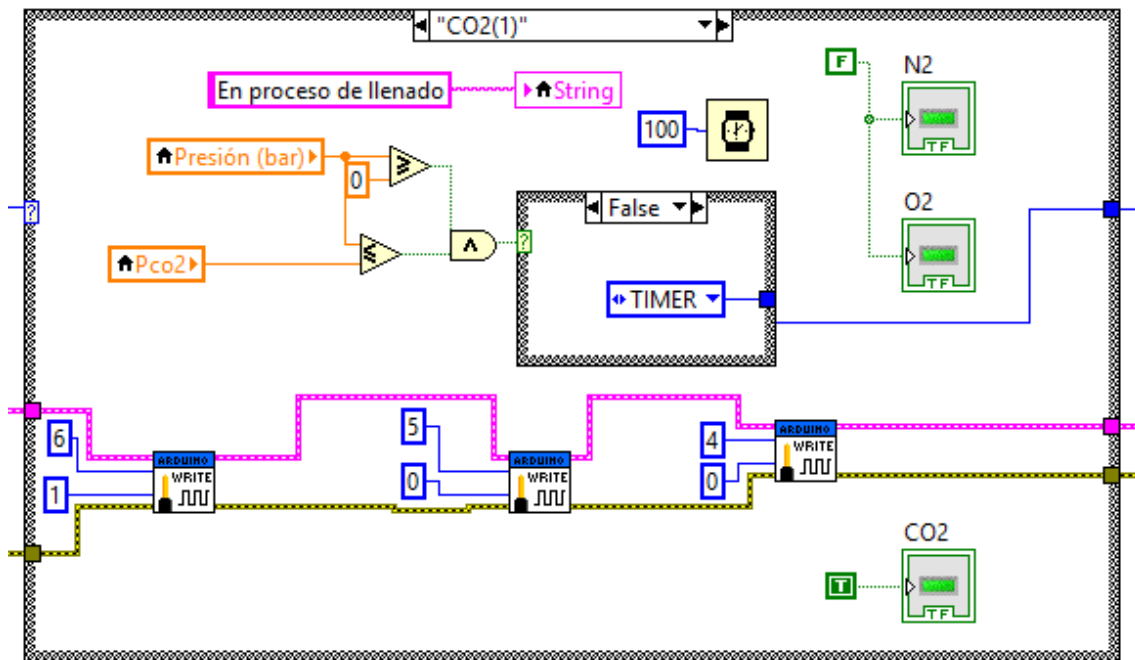 "CO2(1)"
En proceso de llenado
String
F
N2
TF
100
Presión (bar)
0
?
False
?
O2
TF
Pco2
TIMER
6
ARDUINO
WRITE
1
5
ARDUINO
WRITE
0
4
ARDUINO
WRITE
0
CO2
T
TF